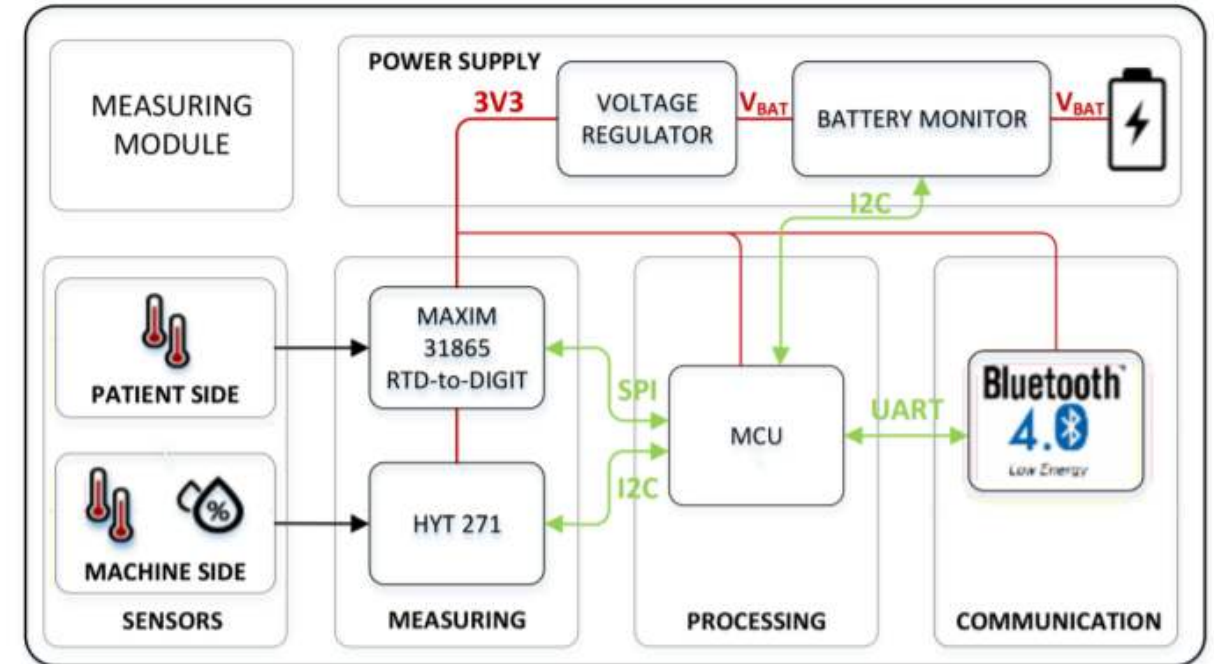 MEASURING
MODULE
POWER SUPPLY
3V3
VOLTAGE
REGULATOR
VBAT
BATTERY MONITOR
VBAT
I2C
PATIENT SIDE
MAXIM
31865
RTD-to-DIGIT
SPI
MCU
UART
Bluetooth
4.0
Low Energy
%
MACHINE SIDE
HYT 271
I2C
SENSORS
MEASURING
PROCESSING
COMMUNICATION